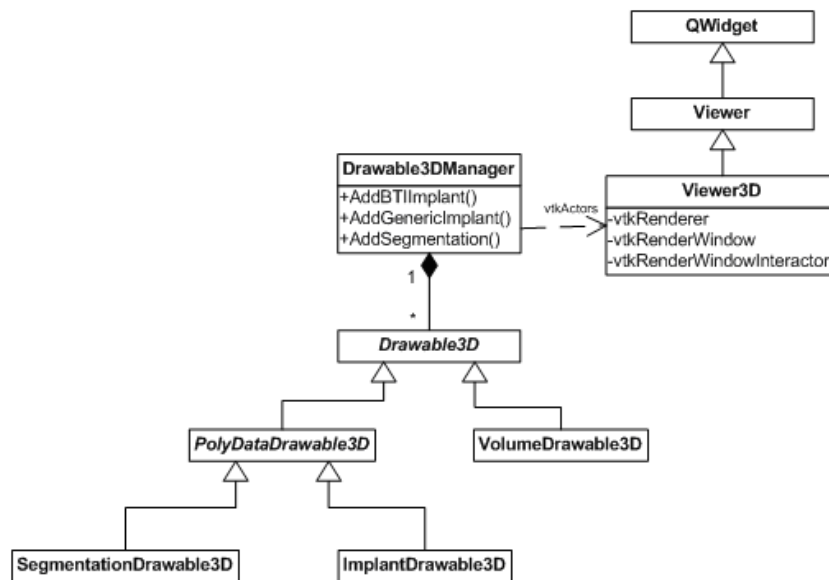 QWidget
Viewer
Drawable3DManager
+AddBTIImplant()
+AddGenericImplant()
+AddSegmentation()
vtkActors
Viewer3D
-vtkRenderer
-vtkRenderWindow
-vtkRenderWindowInteractor
1
*
Drawable3D
PolyDataDrawable3D
VolumeDrawable3D
SegmentationDrawable3D
ImplantDrawable3D